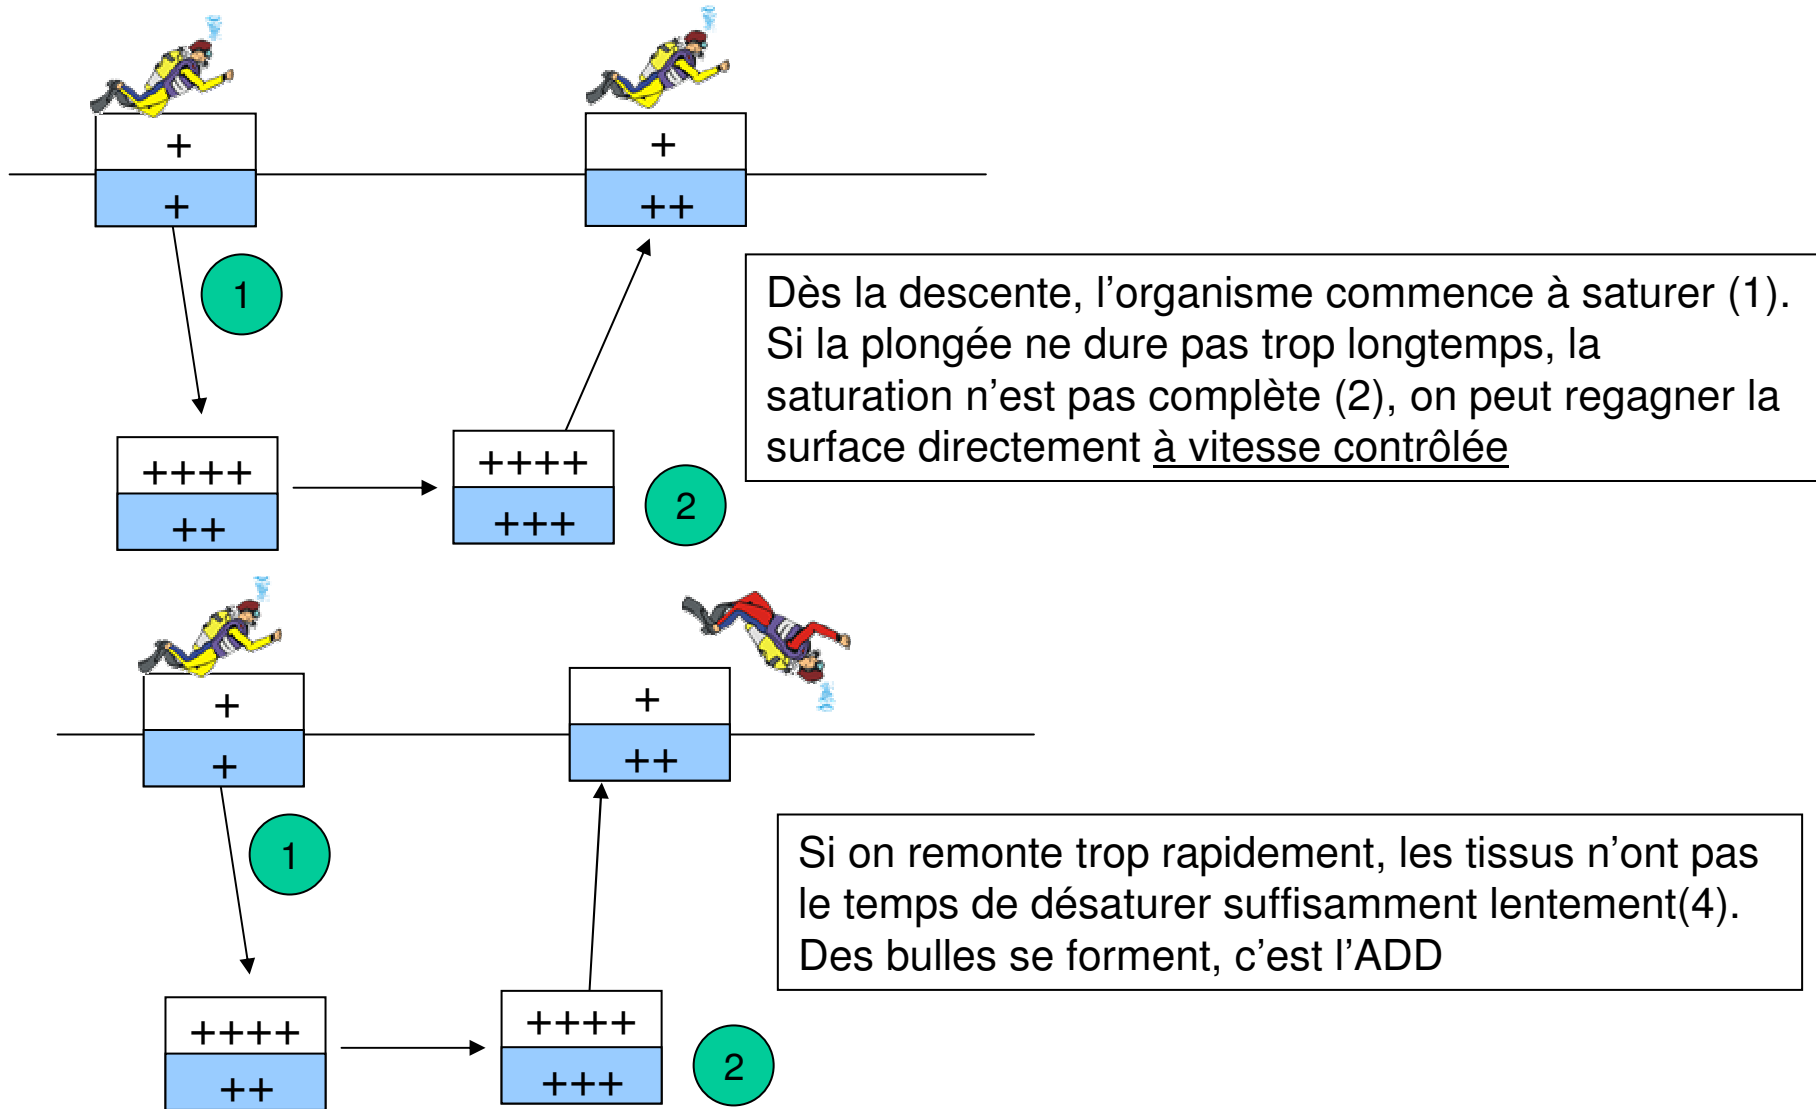 +
+
+
++
1
Dès la descente, l'organisme commence à saturer (1).
Si la plongée ne dure pas trop longtemps, la
saturation n'est pas complète (2), on peut regagner la
surface directement à vitesse contrôlée
++++
++
++++
+++
2
+
+
+
++
1
Si on remonte trop rapidement, les tissus n'ont pas
le temps de désaturer suffisamment lentement(4).
Des bulles se forment, c'est l'ADD
++++
++
++++
+++
2